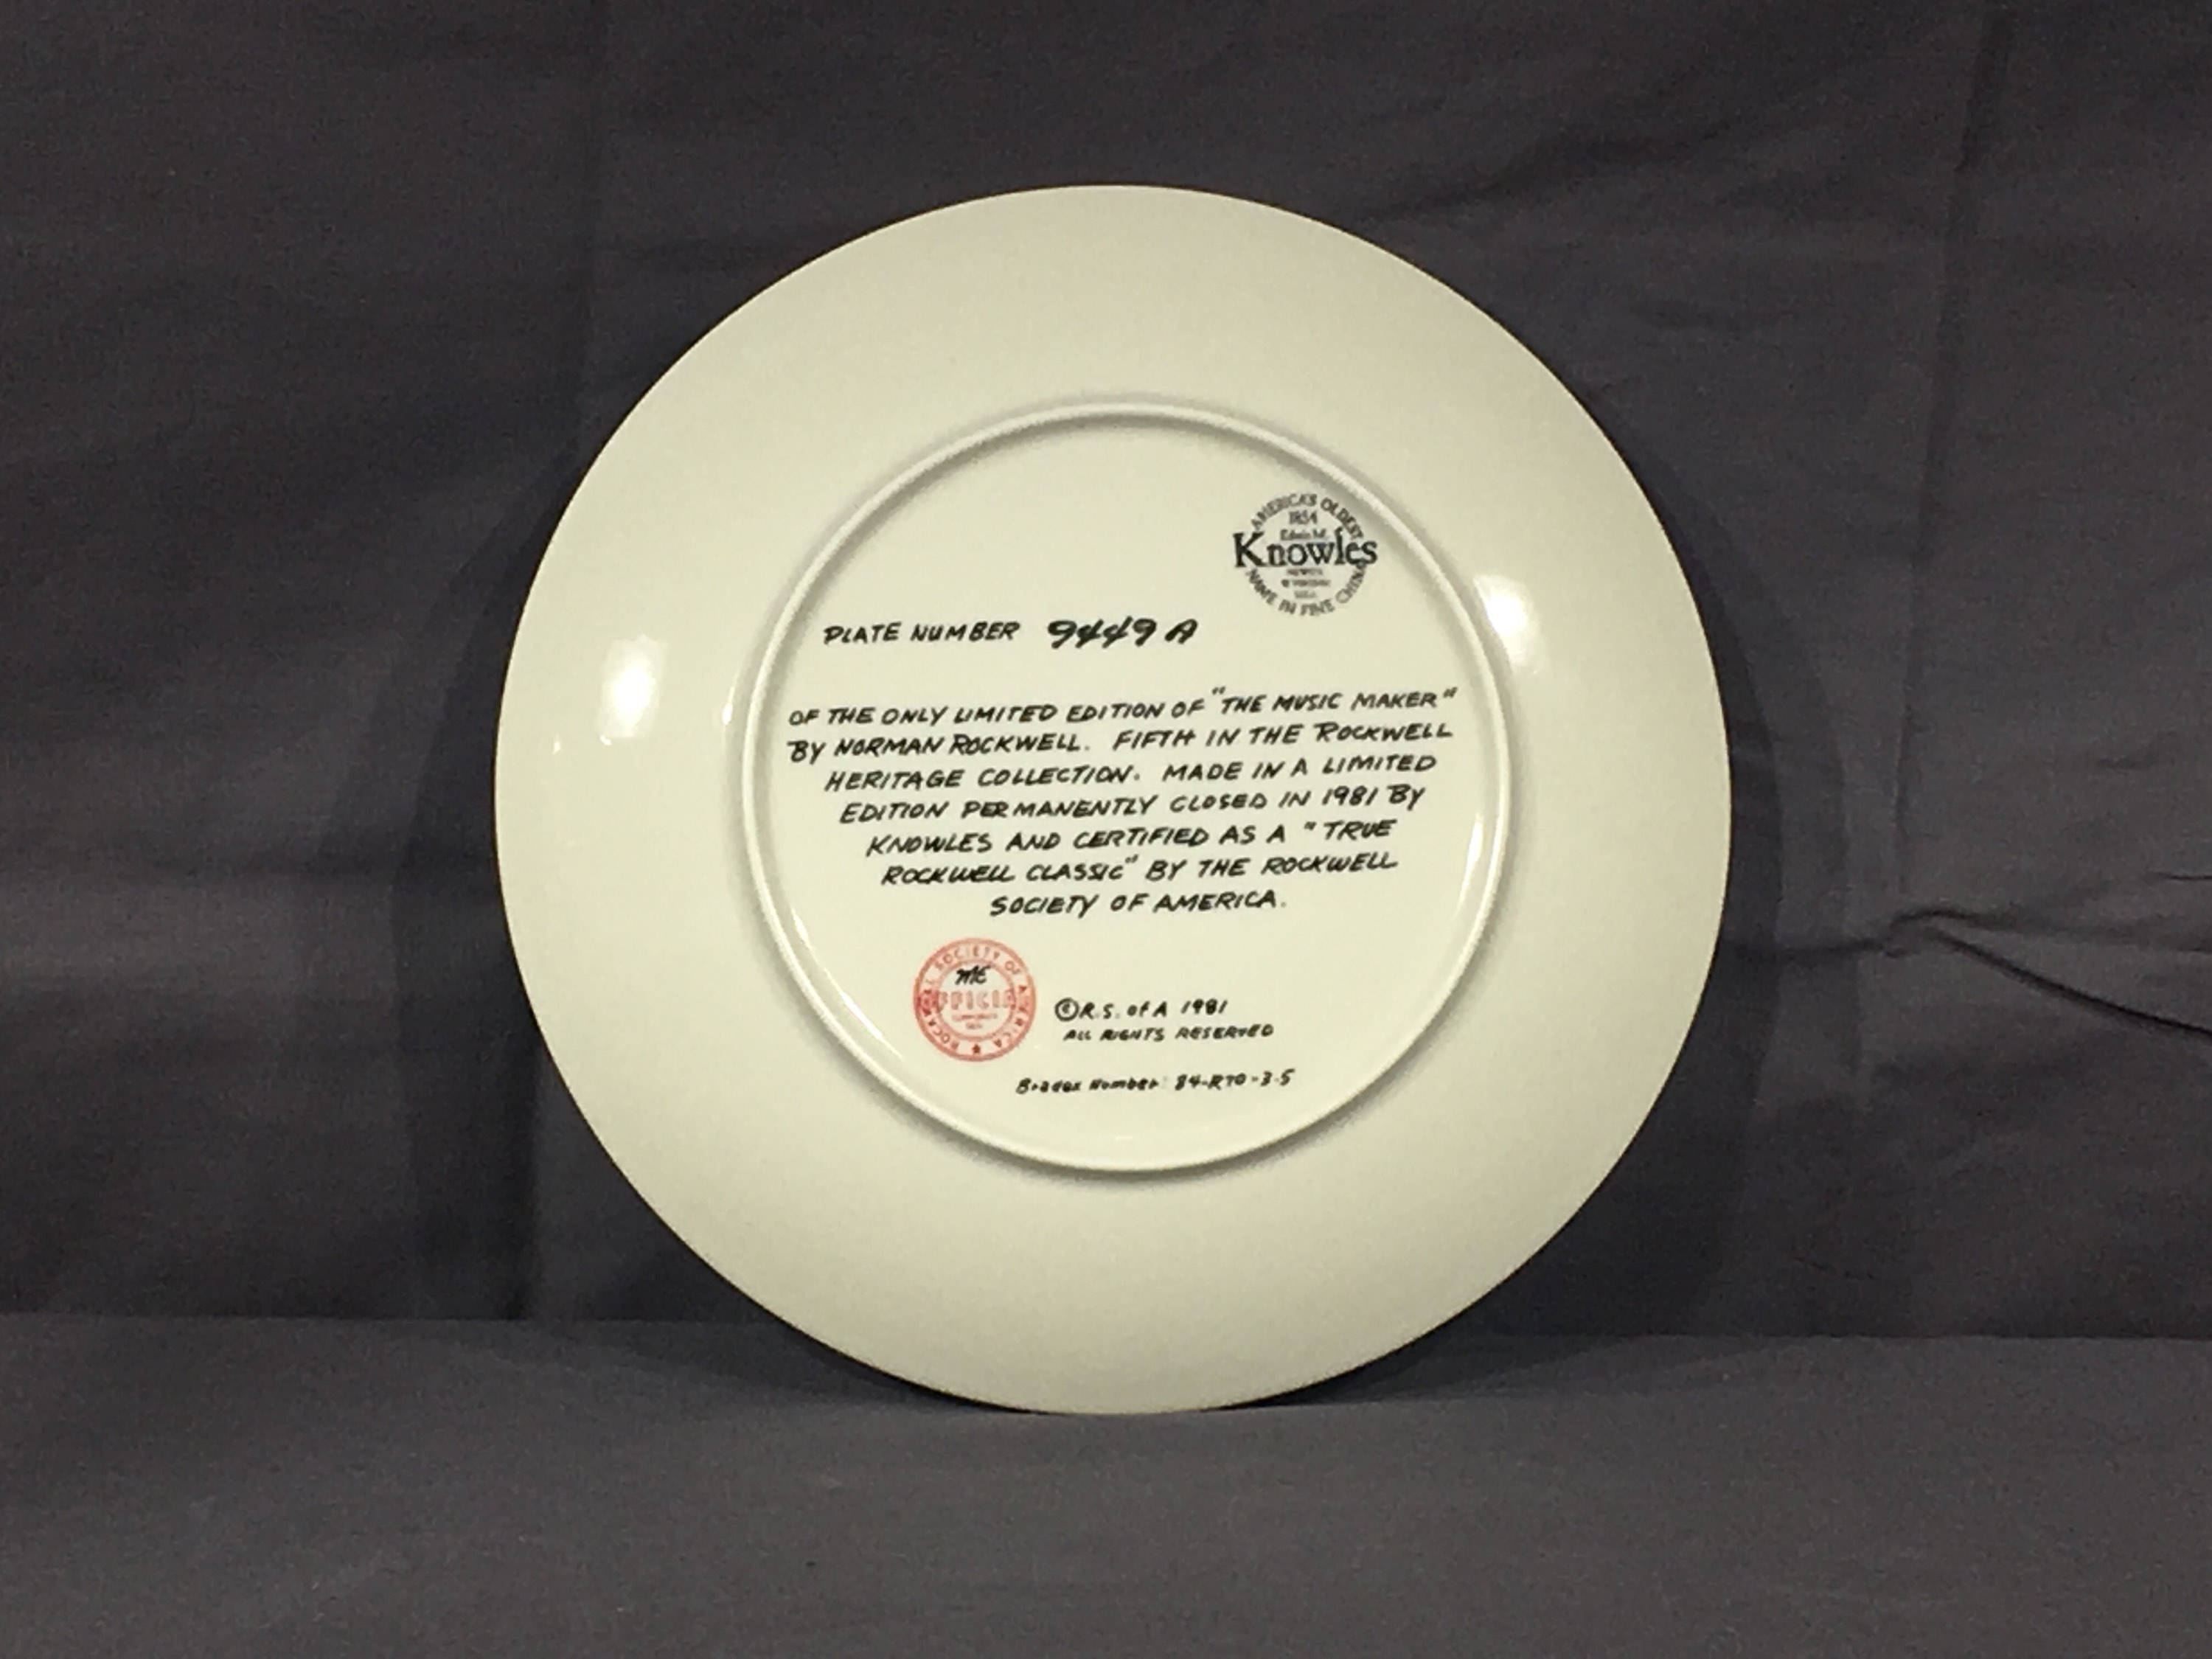 AMERICA'S OLDEST
1854
Edwin M.
Knowles
NAME IN FINE CHINA
PLATE NUMBER 9449 A
OF THE ONLY LIMITED EDITION OF "THE MUSIC MAKER"
BY NORMAN ROCKWELL. FIFTH IN THE ROCKWELL
HERITAGE COLLECTION. MADE IN A LIMITED
EDITION PERMANENTLY CLOSED IN 1981 BY
KNOWLES AND CERTIFIED AS A "TRUE
ROCKWELL CLASSIC" BY THE ROCKWELL
SOCIETY OF AMERICA.
ROCKWELL SOCIETY OF AMERICA
©R.S. of A 1981
ALL RIGHTS RESERVED
Bradex Number: 84-R70-3.5